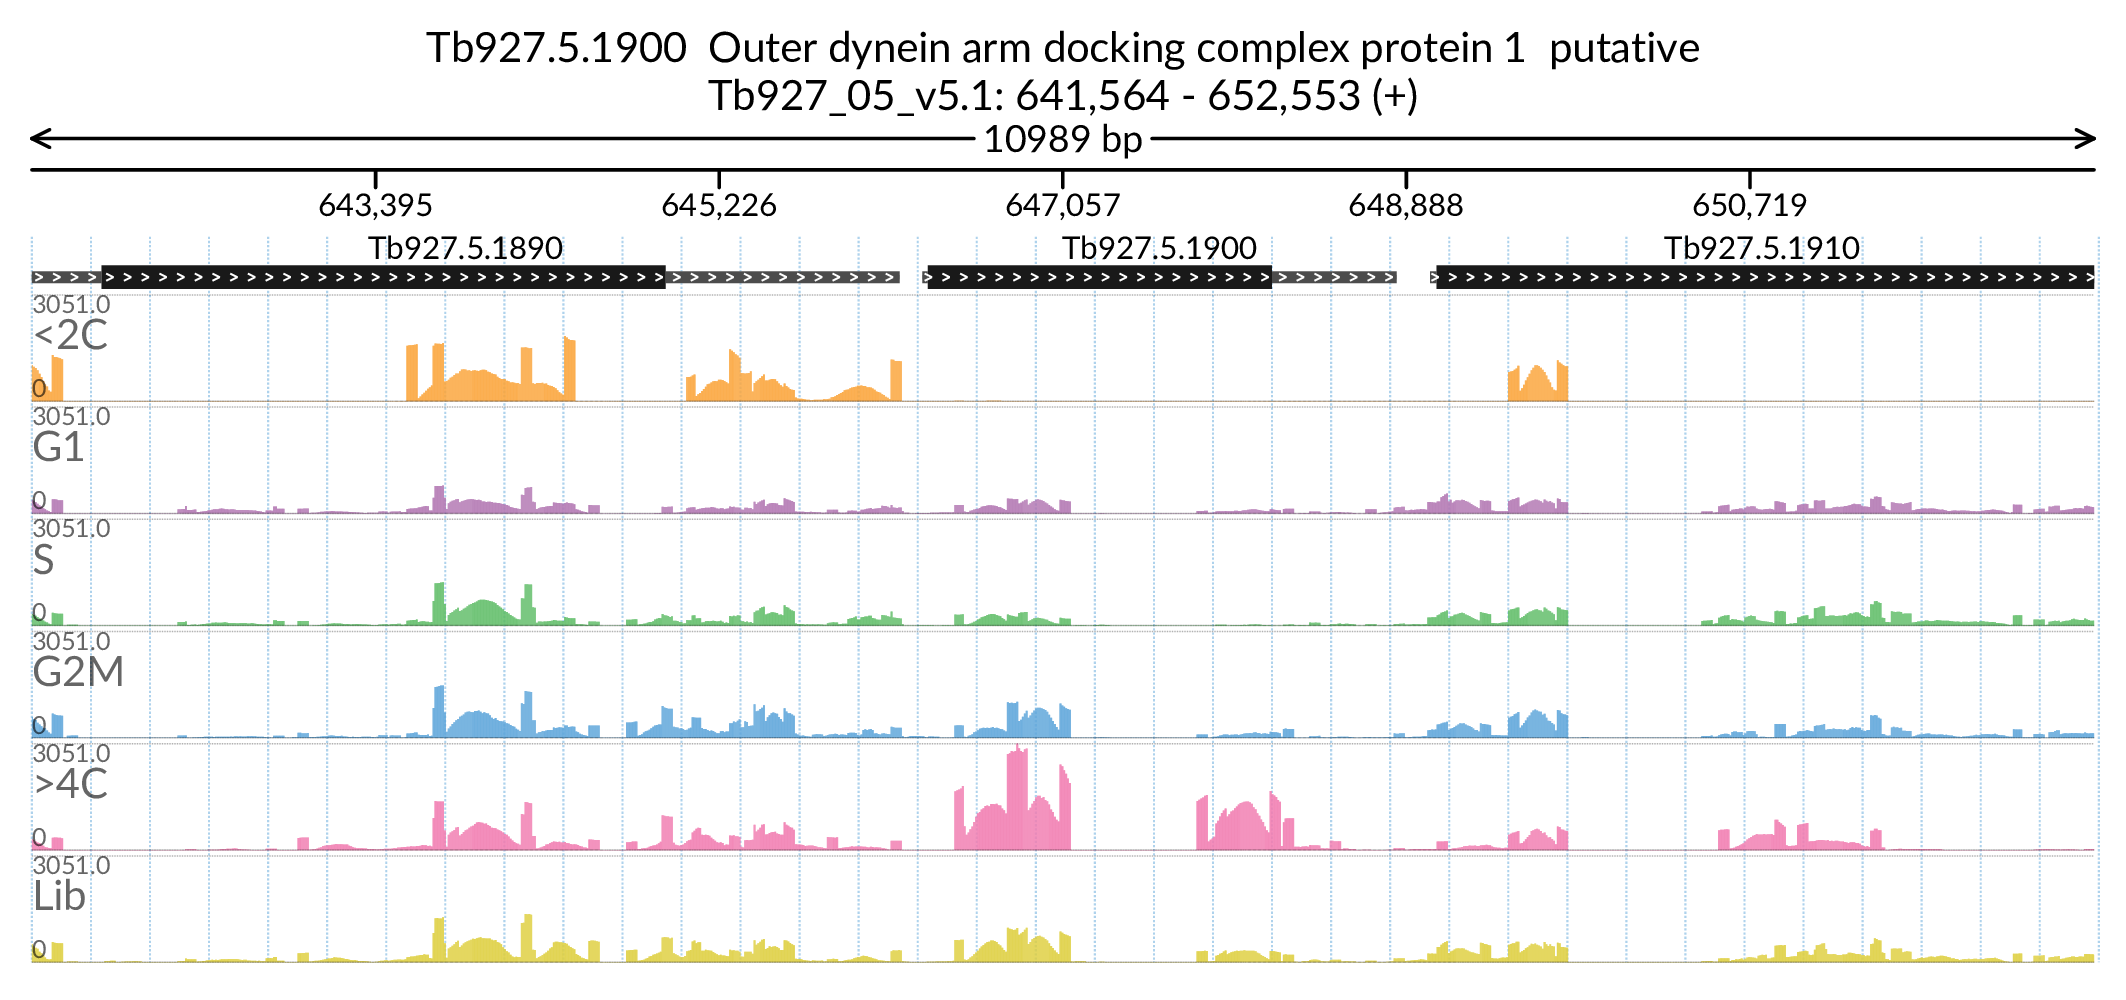 Tb927.5.1900 Outer dynein arm docking complex protein 1 putative
Tb927_05_v5.1: 641,564 - 652,553 (+)
10989 bp
643,395 645,226 647,057 648,888 650,719
Tb927.5.1890 Tb927.5.1900 Tb927.5.1910
3051.0
<2C
0
3051.0
G1
0
3051.0
S
0
3051.0
G2M
0
3051.0
>4C
0
3051.0
Lib
0